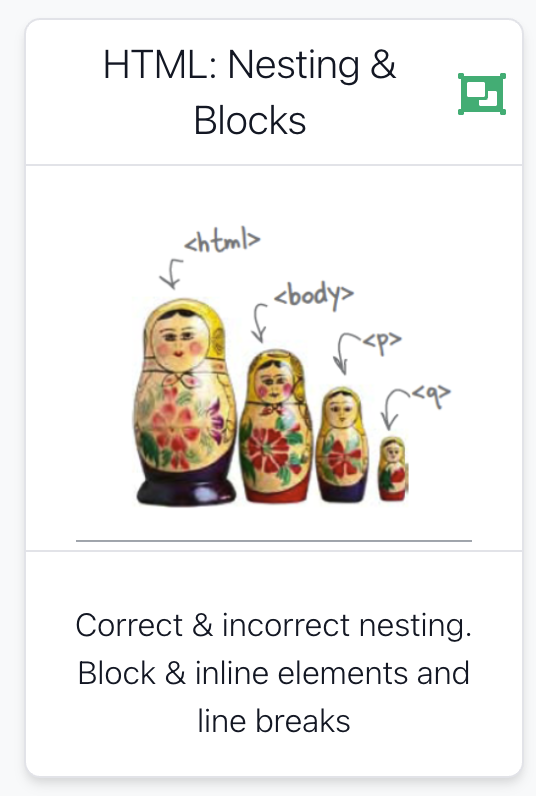 HTML: Nesting &
Blocks
<html>
<body>
<p>
<q>
Correct & incorrect nesting.
Block & inline elements and
line breaks